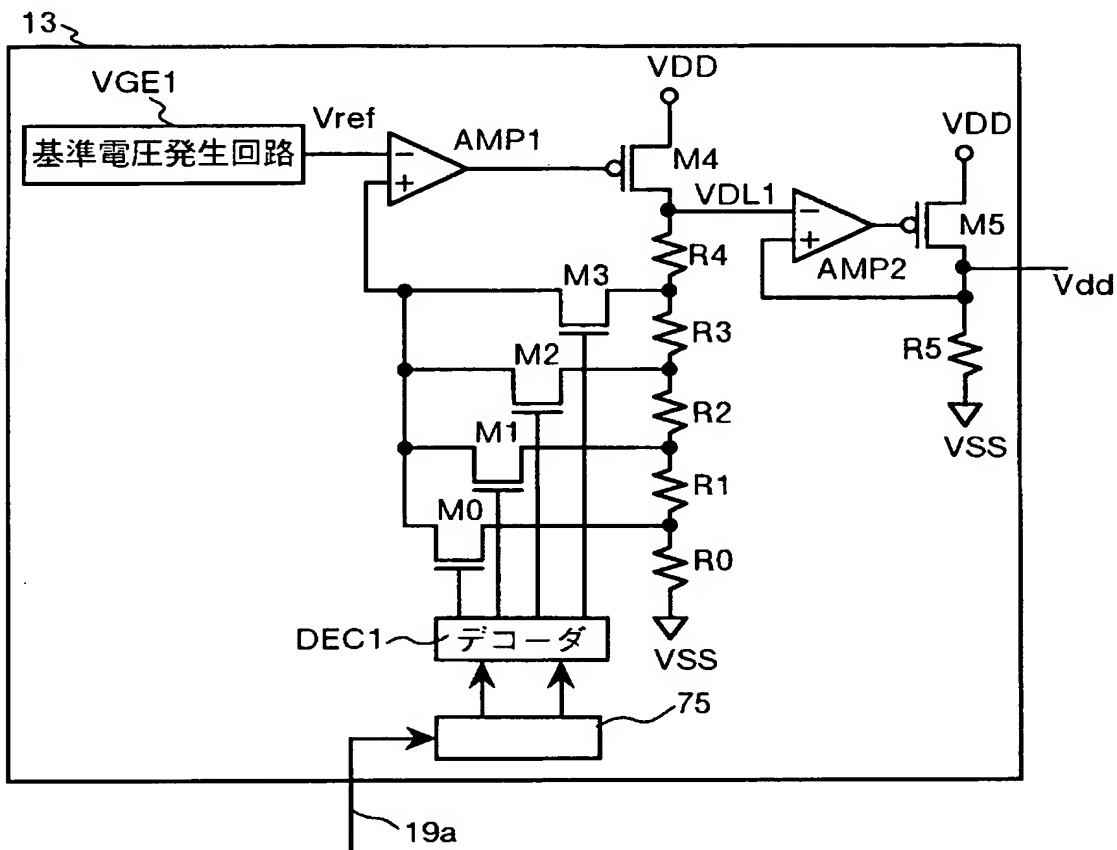 13
VGE1
基準電圧発生回路
Vref
AMP1
VDD
M4
VDL1
VDD
M5
AMP2
Vdd
R5
VSS
R4
M3
R3
M2
R2
M1
R1
M0
R0
VSS
DEC1
デコーダ
75
19a
−
+
−
+